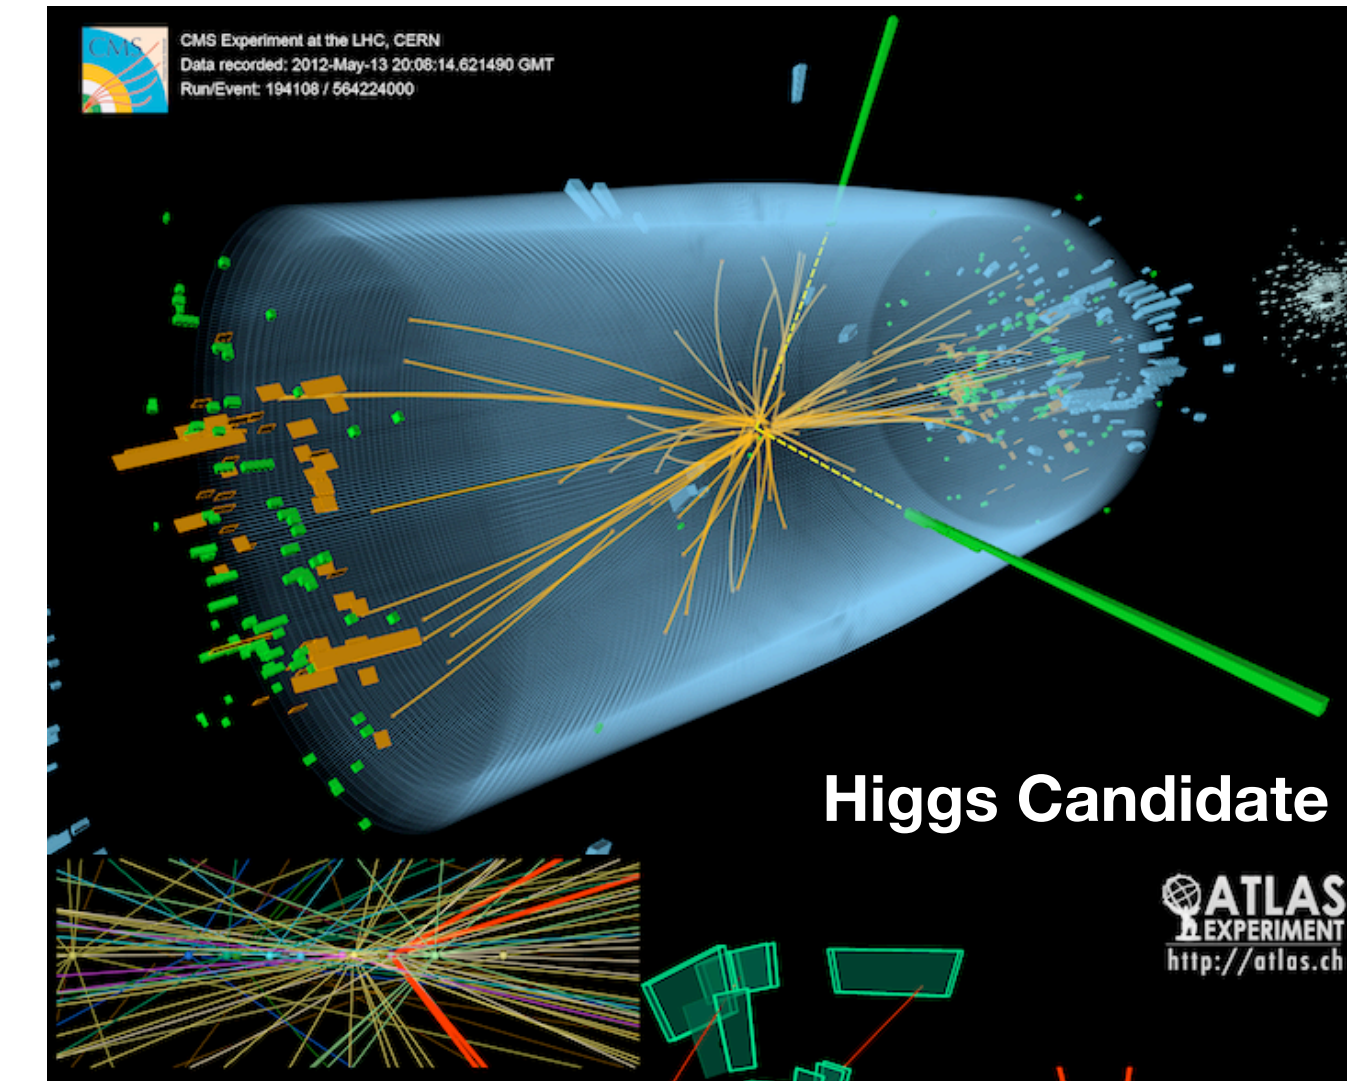 CMS
CMS Experiment at the LHC, CERN
Data recorded: 2012-May-13 20:08:14.621490 GMT
Run/Event: 194108 / 564224000
Higgs Candidate
ATLAS
EXPERIMENT
http://atlas.ch